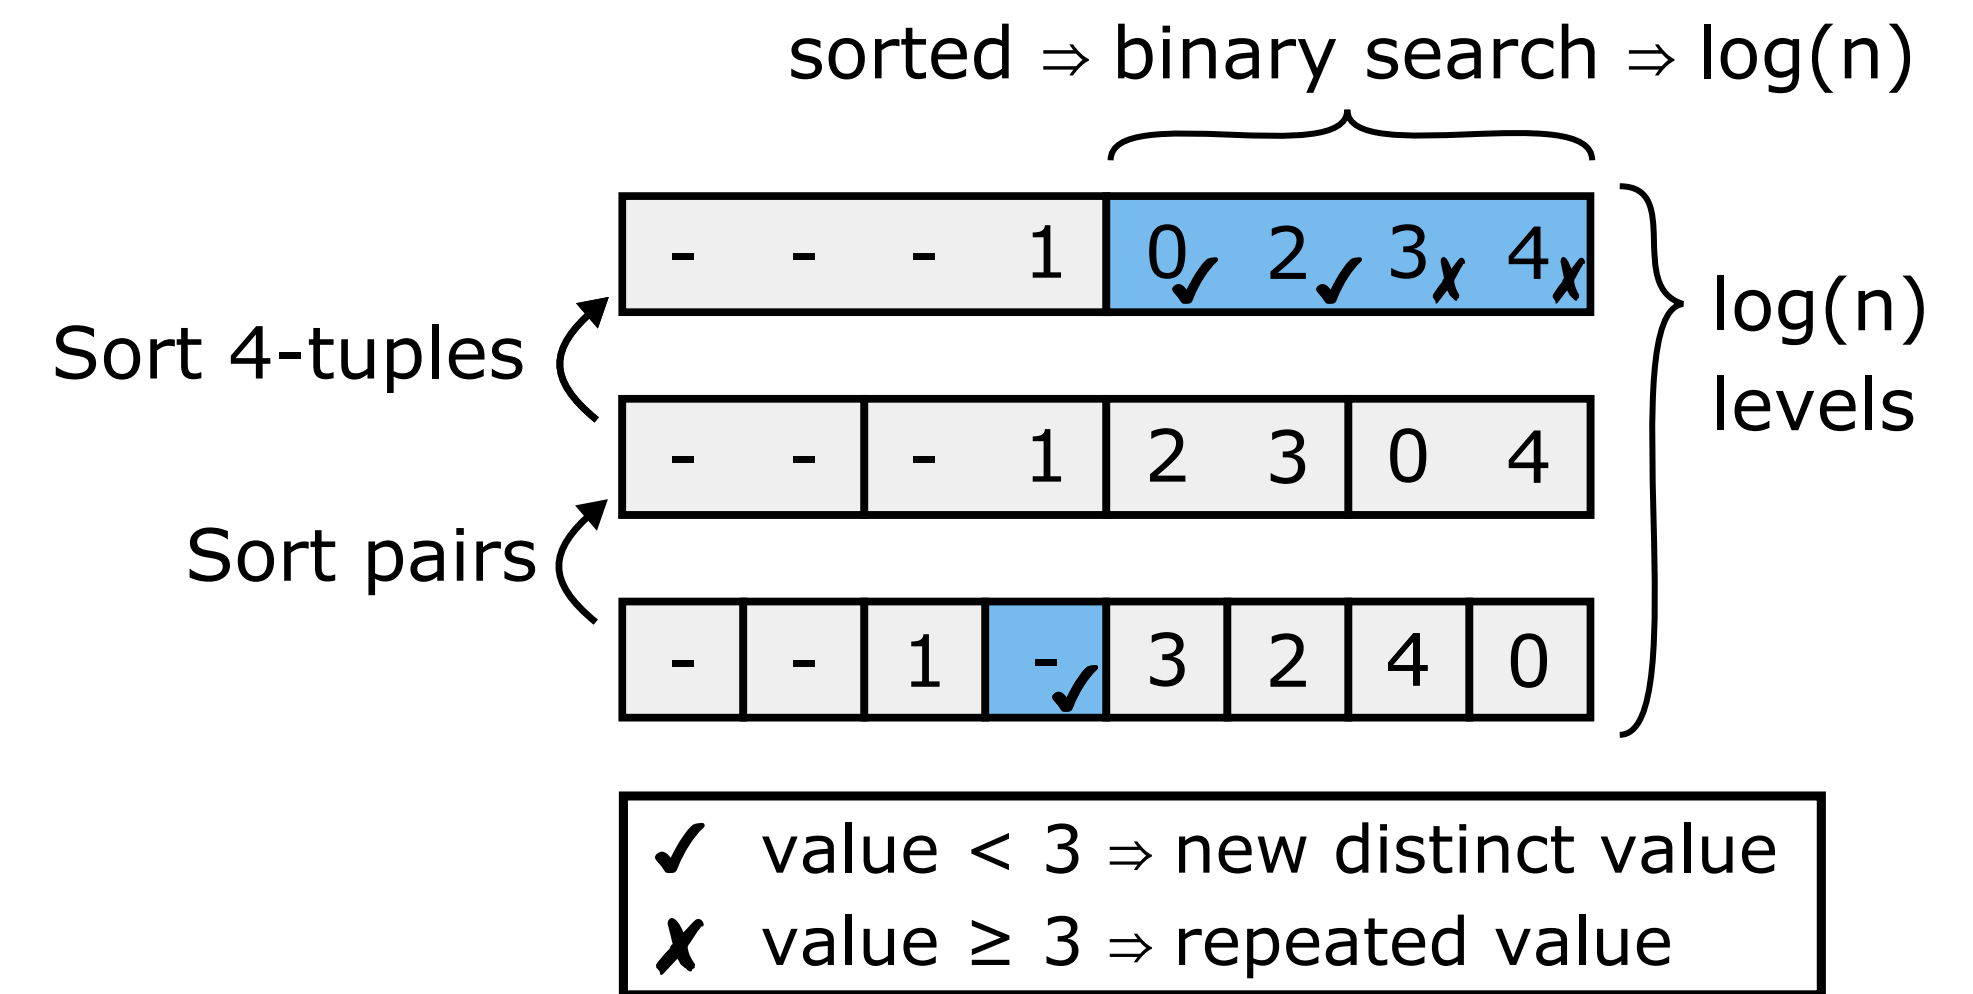 sorted ⇒ binary search ⇒ log(n)
- - - 1 0✓ 2✓ 3✗ 4✗
Sort 4-tuples
log(n)
levels
- - - 1 2 3 0 4
Sort pairs
- - 1 -✓ 3 2 4 0
✓ value < 3 ⇒ new distinct value
✗ value ≥ 3 ⇒ repeated value